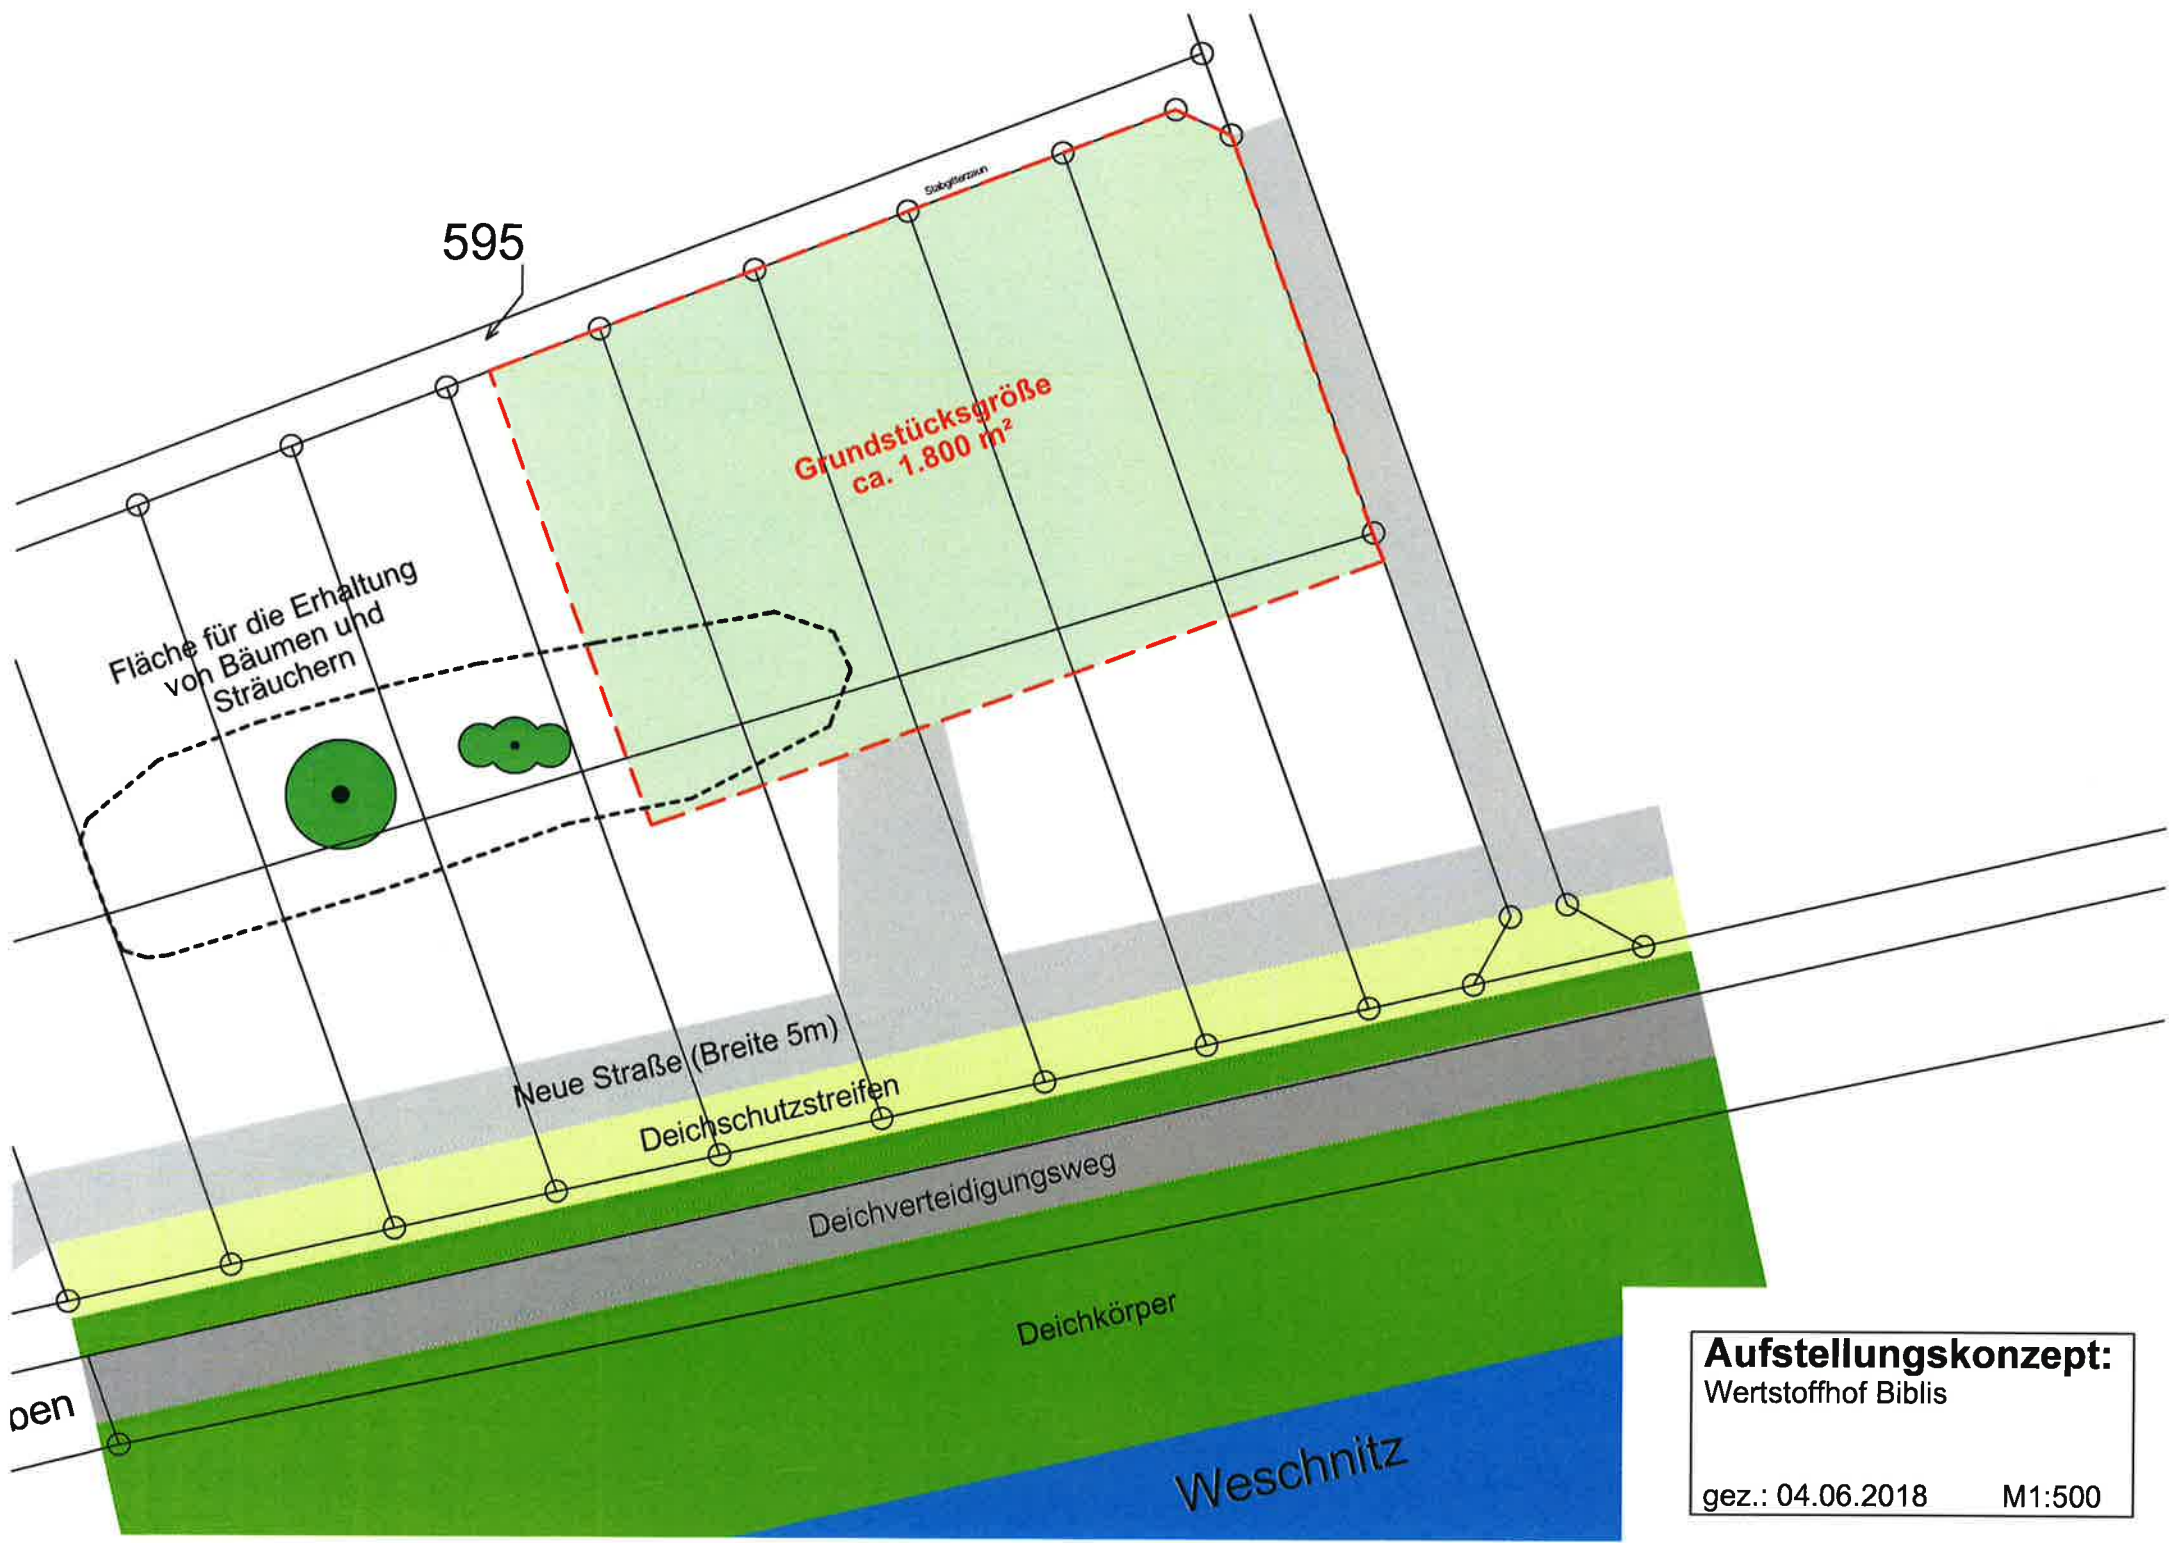 595
Stabgitterzaun
Grundstücksgröße
ca. 1.800 m²
Fläche für die Erhaltung
von Bäumen und
Sträuchern
Neue Straße (Breite 5m)
Deichschutzstreifen
Deichverteidigungsweg
Deichkörper
ben
Weschnitz
Aufstellungskonzept:
Wertstoffhof Biblis
gez.: 04.06.2018 M1:500